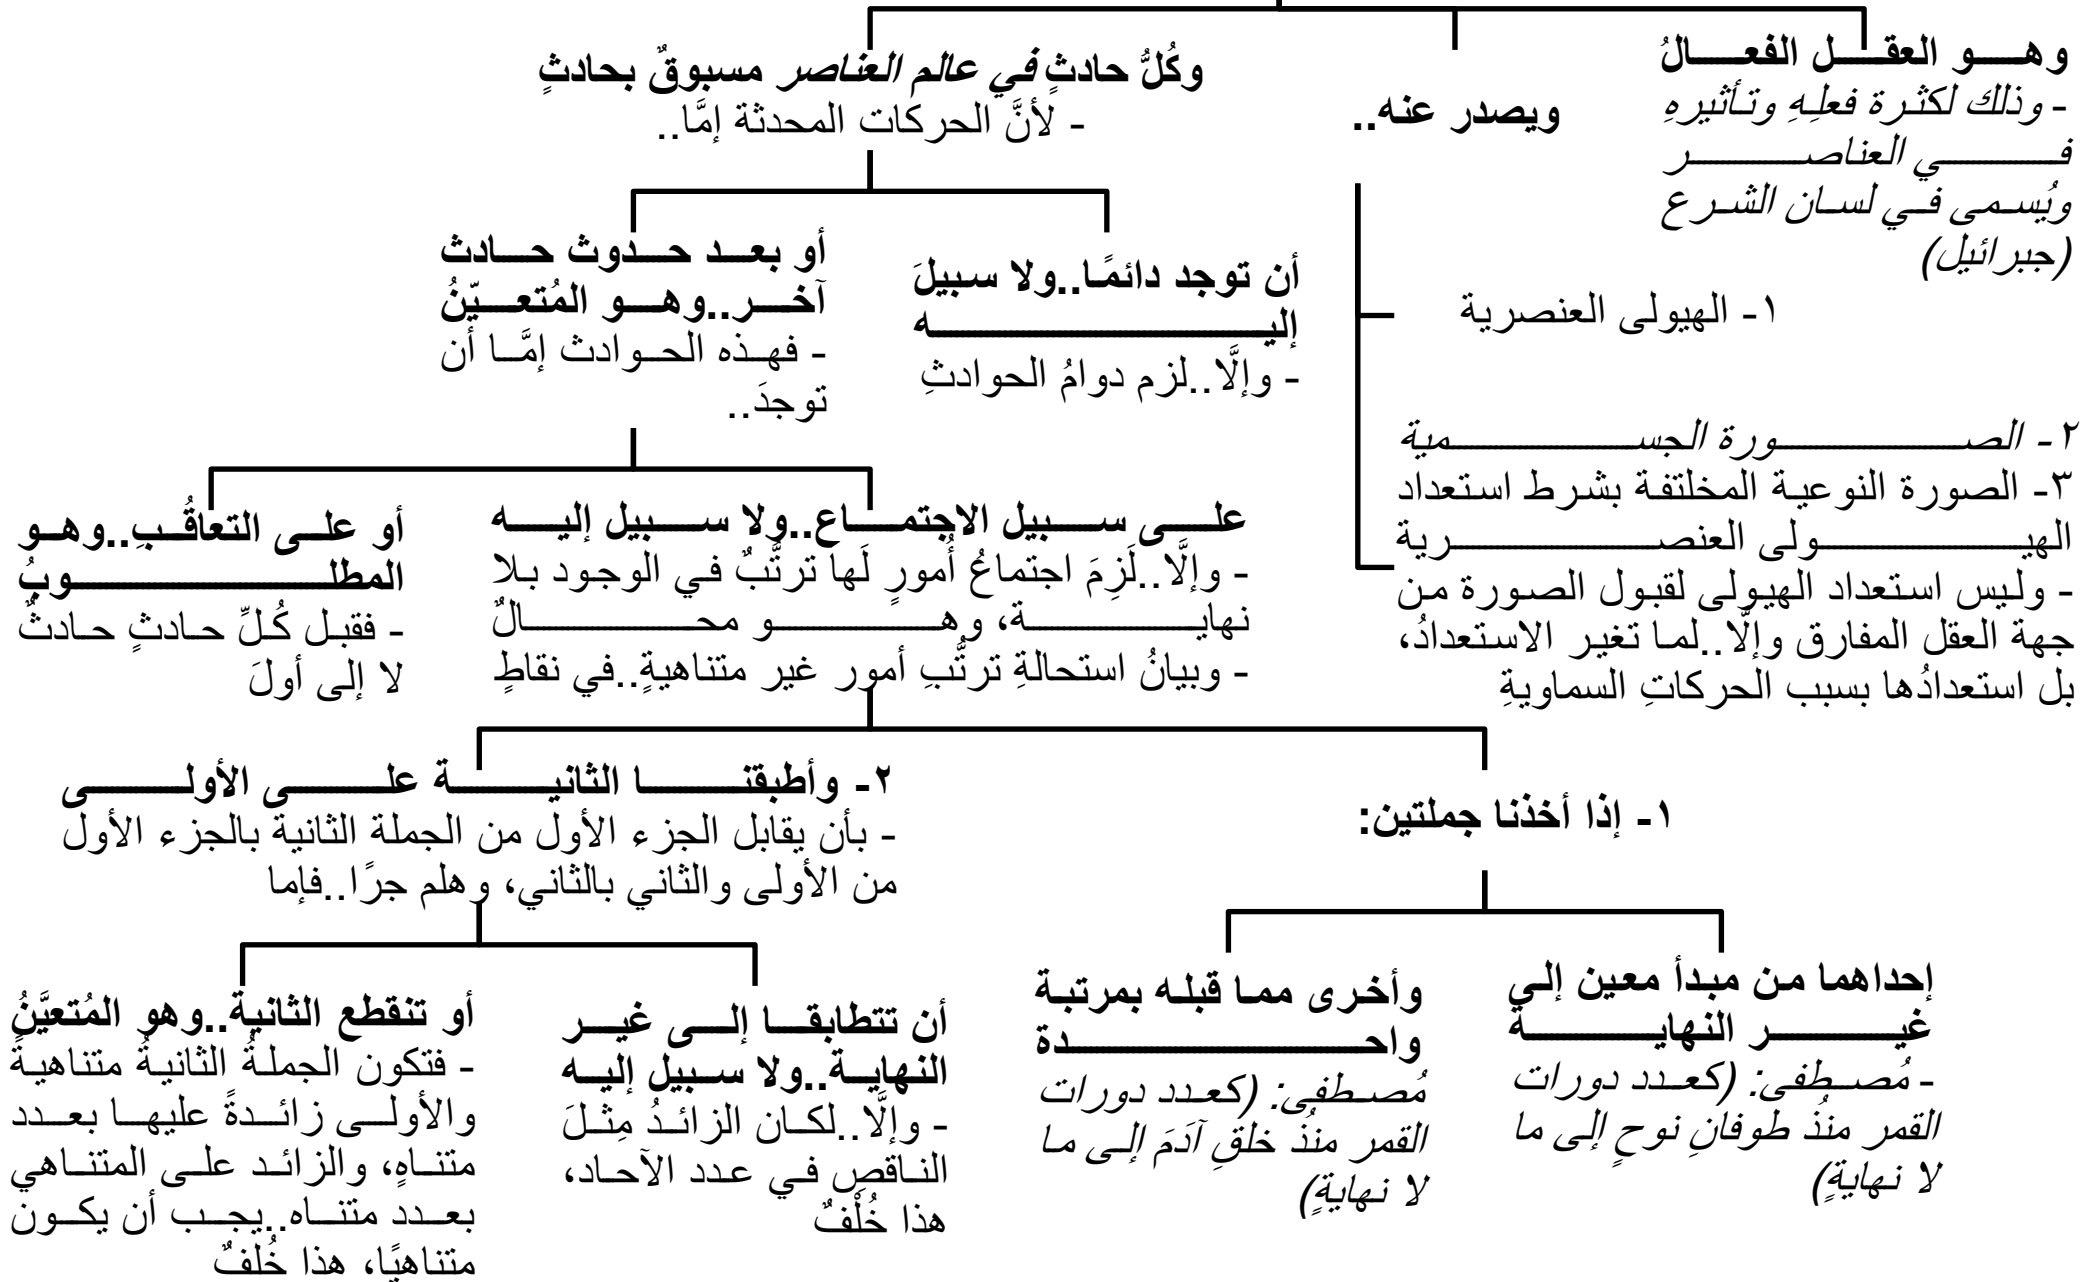 وهو العقل الفعالُ
- وذلك لكثرة فعلِهِ وتأثيرهِ
في العناصر
ويُسمى في لسان الشرع
(جبرائيل)
ويصدر عنه..
١- الهيولى العنصرية
٢- الصورة الجسمية
٣- الصورة النوعية المخلتفة بشرط استعداد
الهيولى العنصرية
- وليس استعداد الهيولى لقبول الصورة من
جهة العقل المفارق وإلَّا..لما تغير الاستعدادُ،
بل استعدادُها بسبب الحركاتِ السماويةِ
وكُلُّ حادثٍ في عالم العناصر مسبوقٌ بحادثٍ
- لأنَّ الحركات المحدثة إمَّا..
أن توجد دائمًا..ولا سبيلَ
إليه
- وإلَّا..لزم دوامُ الحوادثِ
أو بعد حدوث حادث
آخر..وهو المُتعيّنُ
- فهذه الحوادث إمَّا أن
توجدَ..
على سبيل الاجتماع..ولا سبيل إليه
- وإلَّا..لَزِمَ اجتماعُ أُمورٍ لَها ترتُّبٌ في الوجود بلا
نهاية، وهو محالٌ
- وبيانُ استحالةِ ترتُّبِ أمور غير متناهيةٍ..في نقاطٍ
أو على التعاقُبِ..وهو
المطلوبُ
- فقبل كُلِّ حادثٍ حادثٌ
لا إلى أولَ
١- إذا أخذنا جملتين:
إحداهما من مبدأ معين إلى
غير النهاية
- مُصطفى: (كعدد دورات
القمر منذُ طوفانِ نوحٍ إلى ما
لا نهايةٍ)
وأخرى مما قبله بمرتبة
واحدة
مُصطفى: (كعدد دورات
القمر منذُ خلقِ آدَمَ إلى ما
لا نهايةٍ)
٢- وأطبقنا الثانية على الأولى
- بأن يقابل الجزء الأول من الجملة الثانية بالجزء الأول
من الأولى والثاني بالثاني، وهلم جرًا..فإما
أن تتطابقا إلى غير
النهاية..ولا سبيل إليه
- وإلَّا..لكان الزائدُ مِثلَ
الناقصِ في عدد الآحاد،
هذا خُلْفٌ
أو تنقطع الثانية..وهو المُتعيَّنُ
- فتكون الجملةُ الثانيةُ متناهيةً
والأولى زائدةً عليها بعدد
متناهٍ، والزائد على المتناهي
بعدد متناه..يجب أن يكون
متناهيًا، هذا خُلفٌ